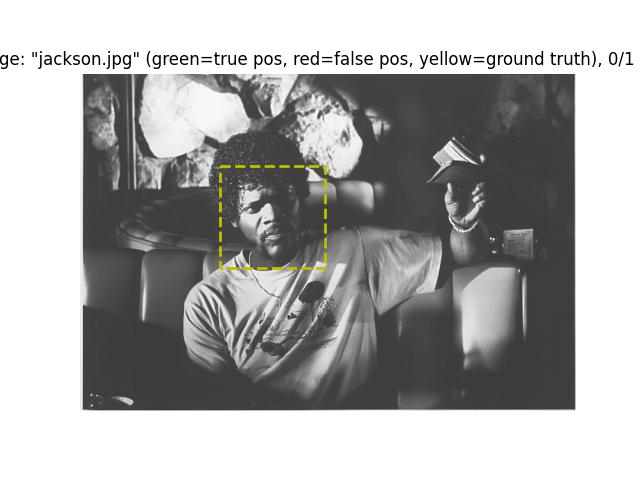 ge: "jackson.jpg" (green=true pos, red=false pos, yellow=ground truth), 0/1